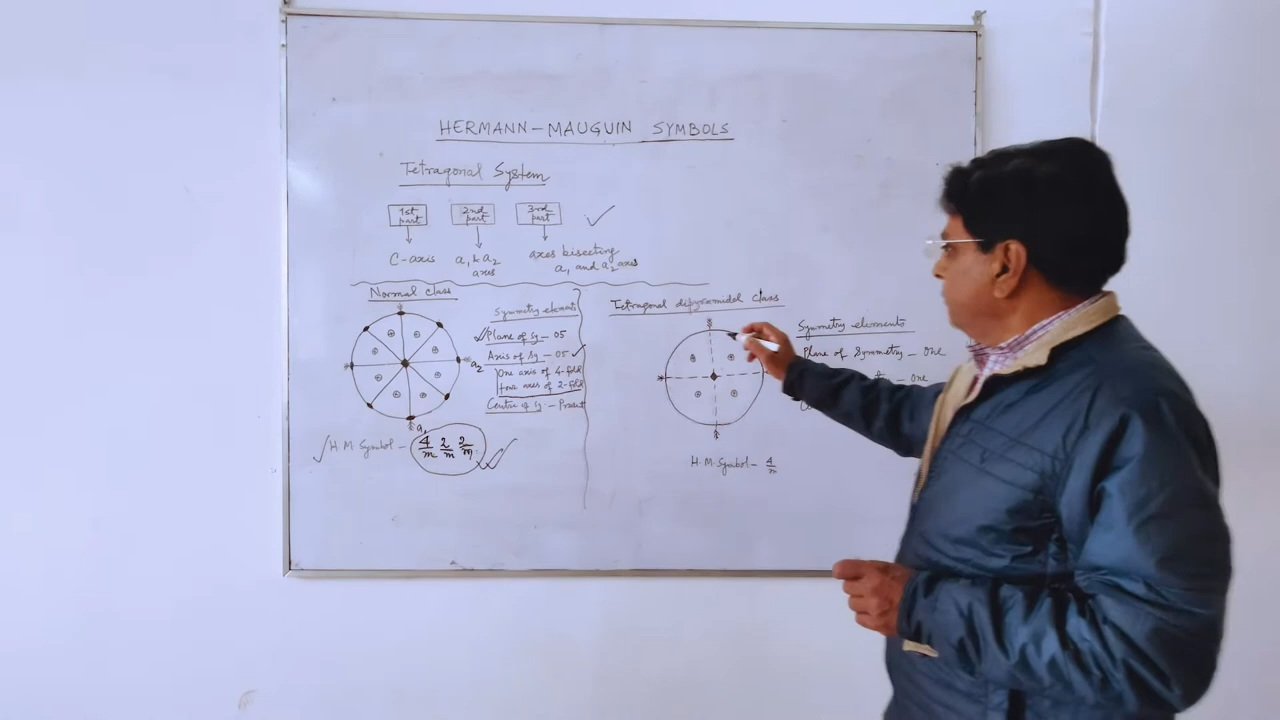 HERMANN-MAUGUIN SYMBOLS
Tetragonal System
1st part
2nd part
3rd part
C-axis
a₁ & a₂ axes
axes bisecting a₁ and a₂ axes
Normal class
a₂
a₁
Symmetry elements
Plane of Sy - 05
Axis of Sy - 05
One axis of 4-fold
four axes of 2-fold
Centre of Sy - Present
H.M Symbol - 4/m 2/m 2/m
Tetragonal dipyramidal class
Symmetry elements
Plane of Symmetry - One
- One
H.M. Symbol - 4/m